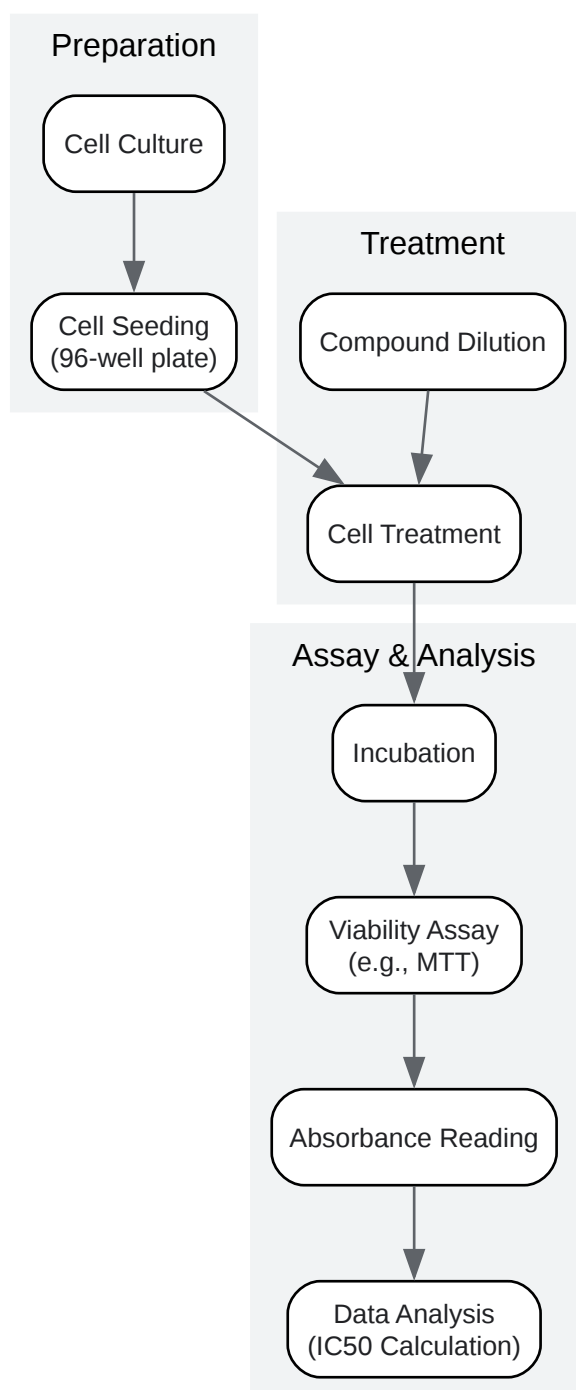 Preparation
Cell Culture
Cell Seeding
(96-well plate)
Treatment
Compound Dilution
Cell Treatment
Assay & Analysis
Incubation
Viability Assay
(e.g., MTT)
Absorbance Reading
Data Analysis
(IC50 Calculation)